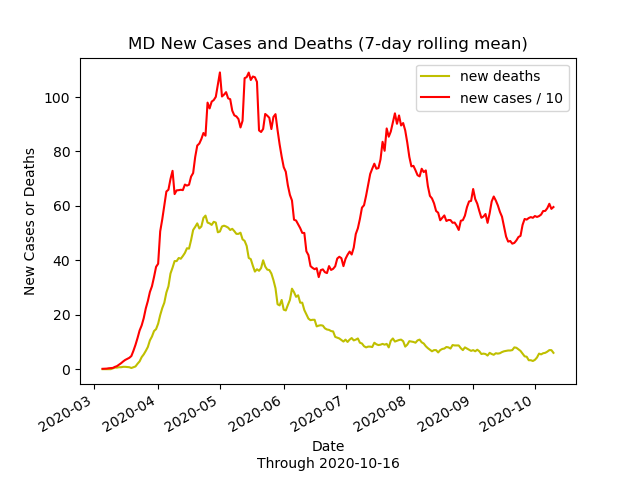 MD New Cases and Deaths (7-day rolling mean)
new deaths
new cases / 10
New Cases or Deaths
100
80
60
40
20
0
2020-03
2020-04
2020-05
2020-06
2020-07
2020-08
2020-09
2020-10
Date
Through 2020-10-16